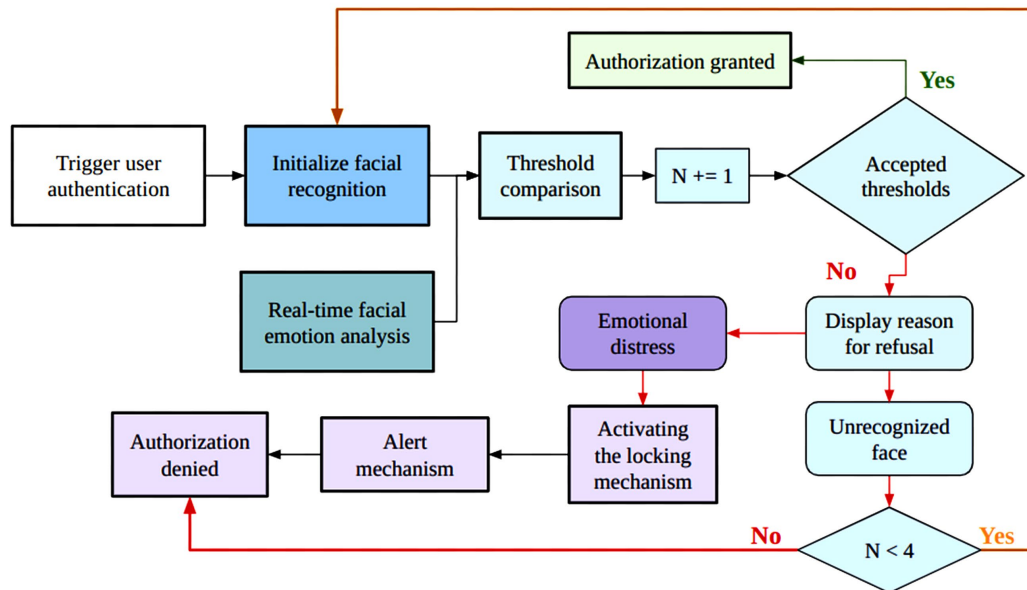 Authorization granted
Yes
Trigger user
authentication
Initialize facial
recognition
Threshold
comparison
N += 1
Accepted
thresholds
No
Real-time facial
emotion analysis
Emotional
distress
Display reason
for refusal
Authorization
denied
Alert
mechanism
Activating
the locking
mechanism
Unrecognized
face
No
N < 4
Yes